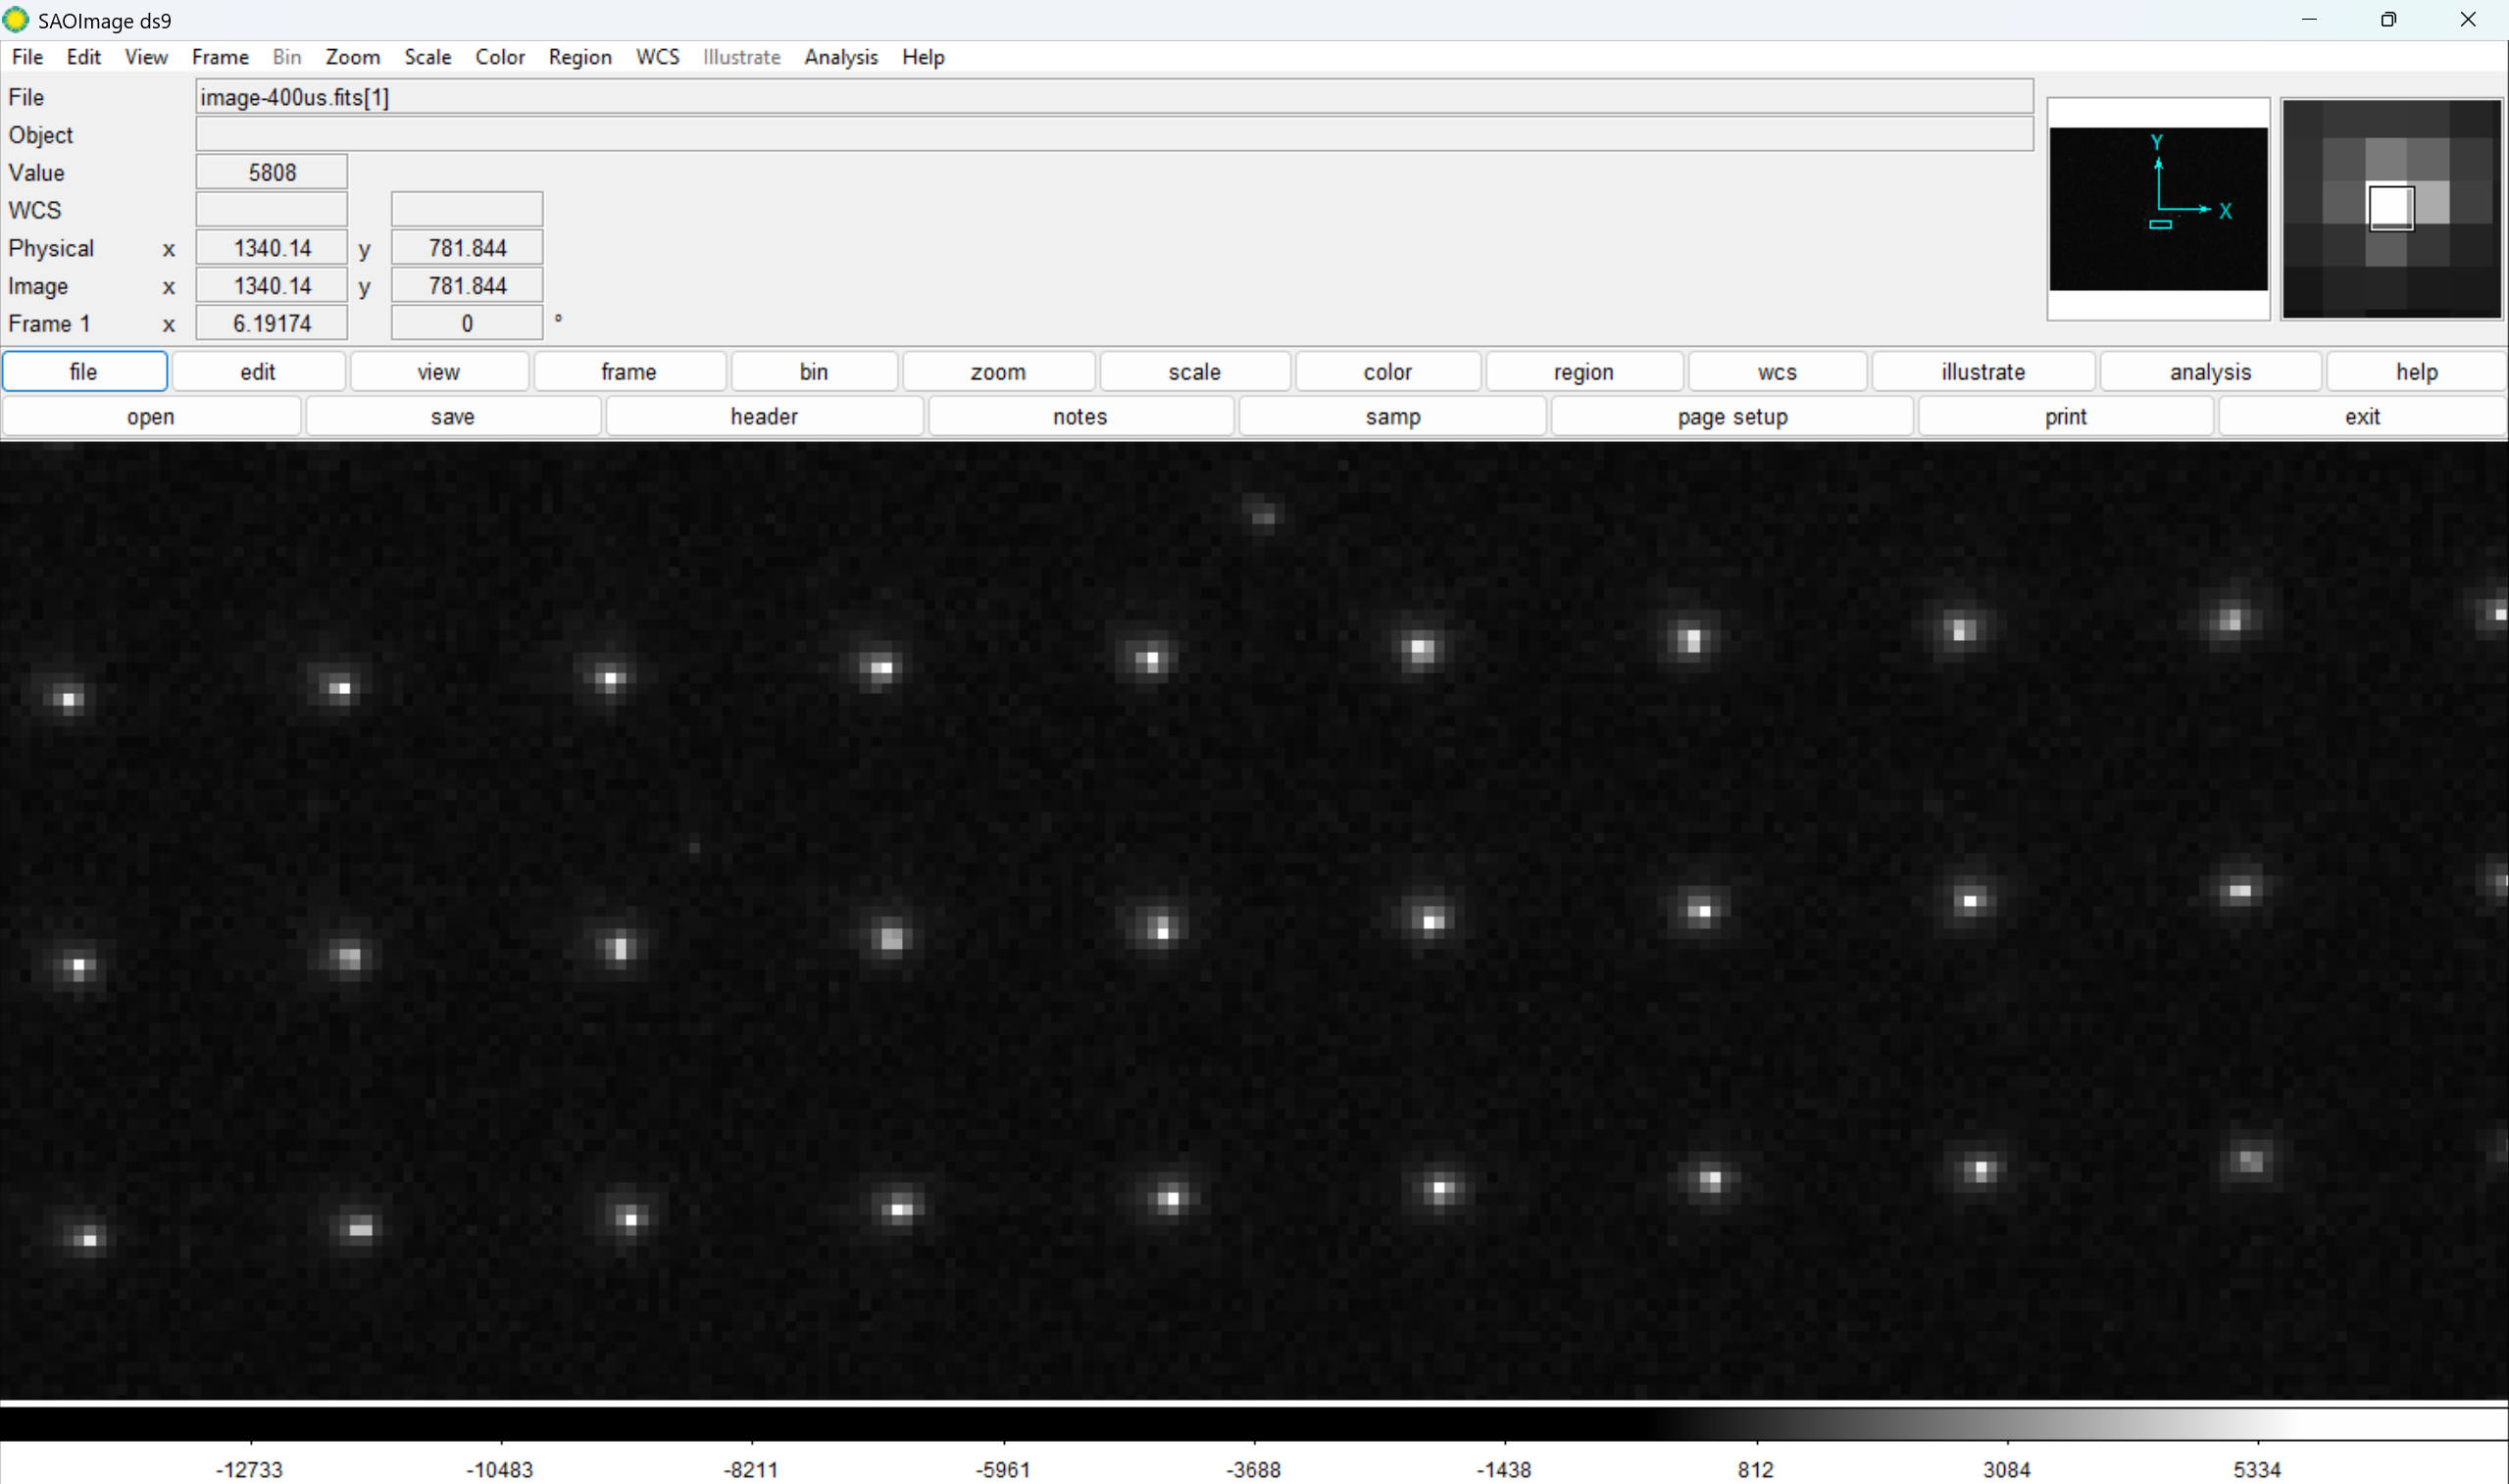 SAOImage ds9
File Edit View Frame Bin Zoom Scale Color Region WCS Illustrate Analysis Help
File image-400us.fits[1]
Object
Value 5808
WCS
Physical x 1340.14 y 781.844
Image x 1340.14 y 781.844
Frame 1 x 6.19174 0 °
Y
X
file edit view frame bin zoom scale color region wcs illustrate analysis help
open save header notes samp page setup print exit
-12733 -10483 -8211 -5961 -3688 -1438 812 3084 5334